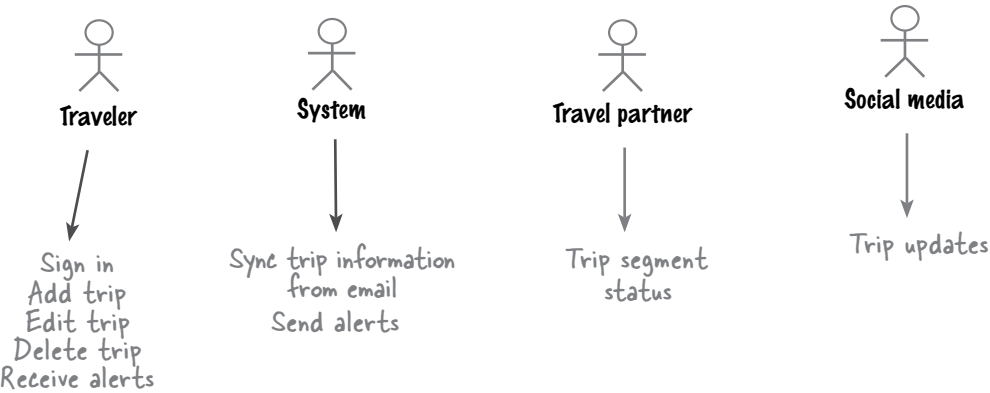 Traveler
System
Travel partner
Social media
Sign in
Add trip
Edit trip
Delete trip
Receive alerts
Sync trip information
from email
Send alerts
Trip segment
status
Trip updates